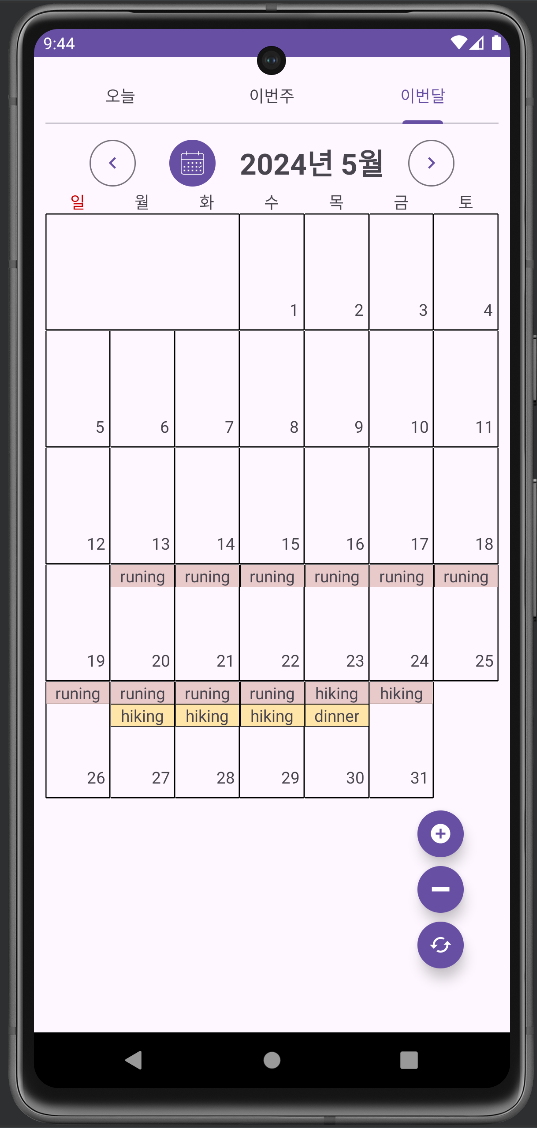 9:44
오늘 이번주 이번달
2024년 5월
일 월 화 수 목 금 토
1 2 3 4
5 6 7 8 9 10 11
12 13 14 15 16 17 18
runing runing runing runing runing runing
19 20 21 22 23 24 25
runing runing runing runing hiking hiking
hiking hiking hiking dinner
26 27 28 29 30 31